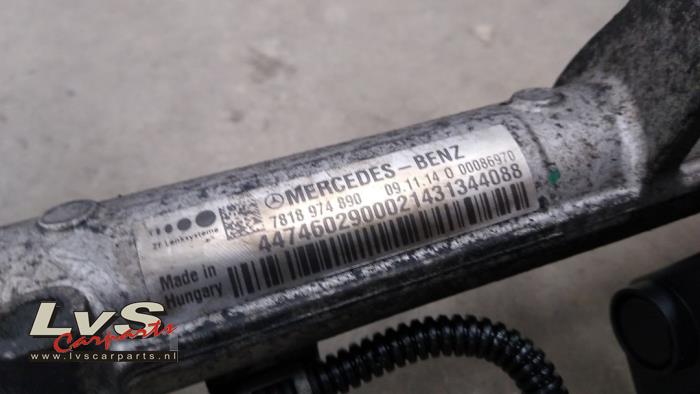 MERCEDES-BENZ
7818 974 890 09.11.14 0 00086970
44746029000021431344088
ZF Lenksysteme
Made in
Hungary
LvS
Carparts
www.lvscarparts.nl